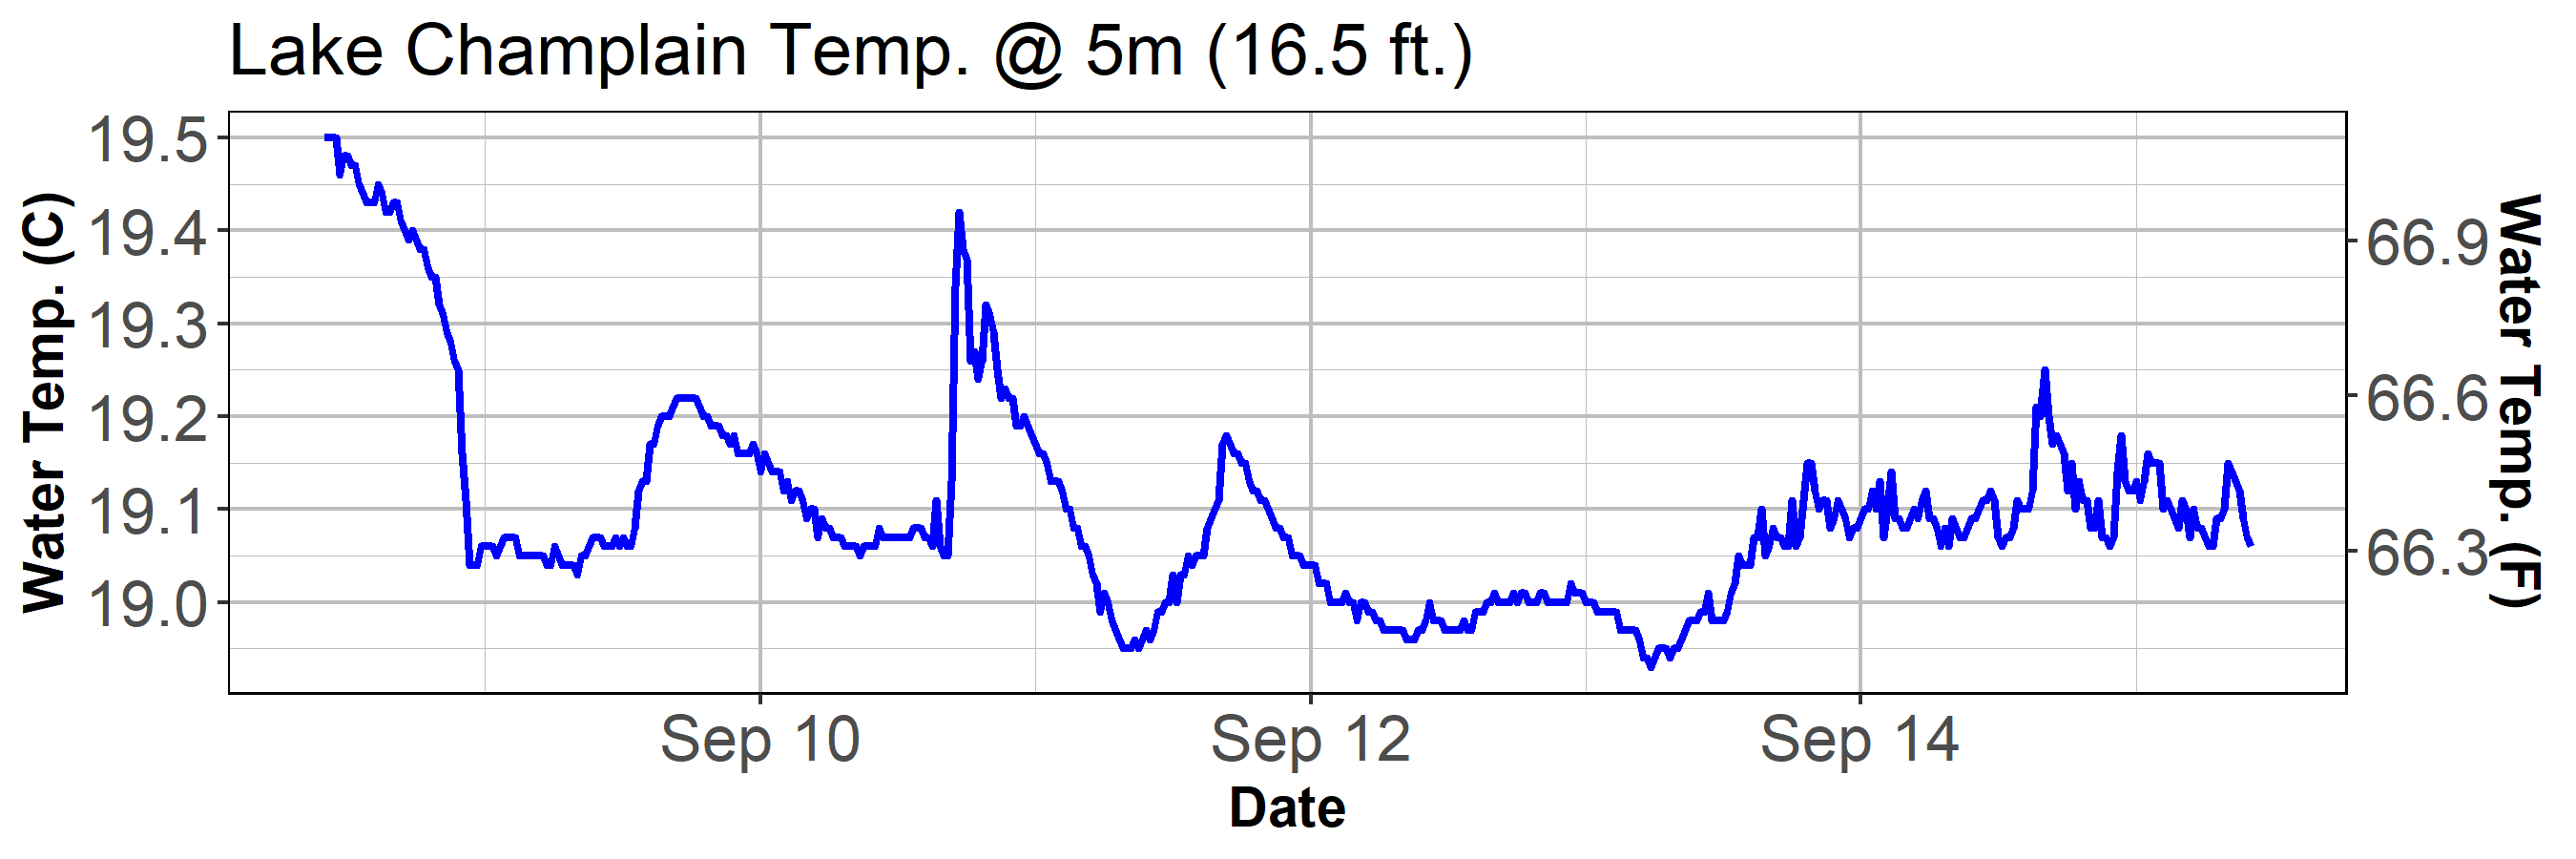 Lake Champlain Temp. @ 5m (16.5 ft.)
Water Temp. (C)
19.5
19.4
19.3
19.2
19.1
19.0
66.9
66.6
66.3
Water Temp. (F)
Sep 10 Sep 12 Sep 14
Date